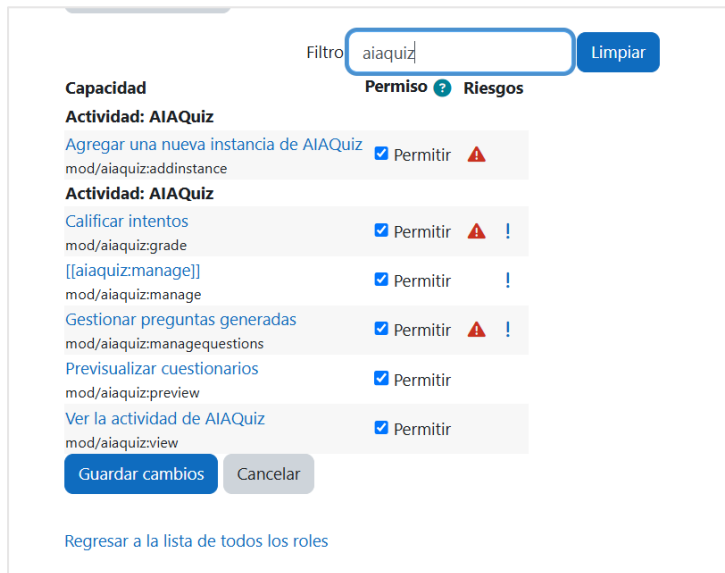 Filtro aiaquiz Limpiar
Capacidad Permiso ? Riesgos
Actividad: AIAQuiz
Agregar una nueva instancia de AIAQuiz Permitir
mod/aiaquiz:addinstance
Actividad: AIAQuiz
Calificar intentos Permitir !
mod/aiaquiz:grade
[[aiaquiz:manage]] Permitir !
mod/aiaquiz:manage
Gestionar preguntas generadas Permitir !
mod/aiaquiz:managequestions
Previsualizar cuestionarios Permitir
mod/aiaquiz:preview
Ver la actividad de AIAQuiz Permitir
mod/aiaquiz:view
Guardar cambios Cancelar
Regresar a la lista de todos los roles